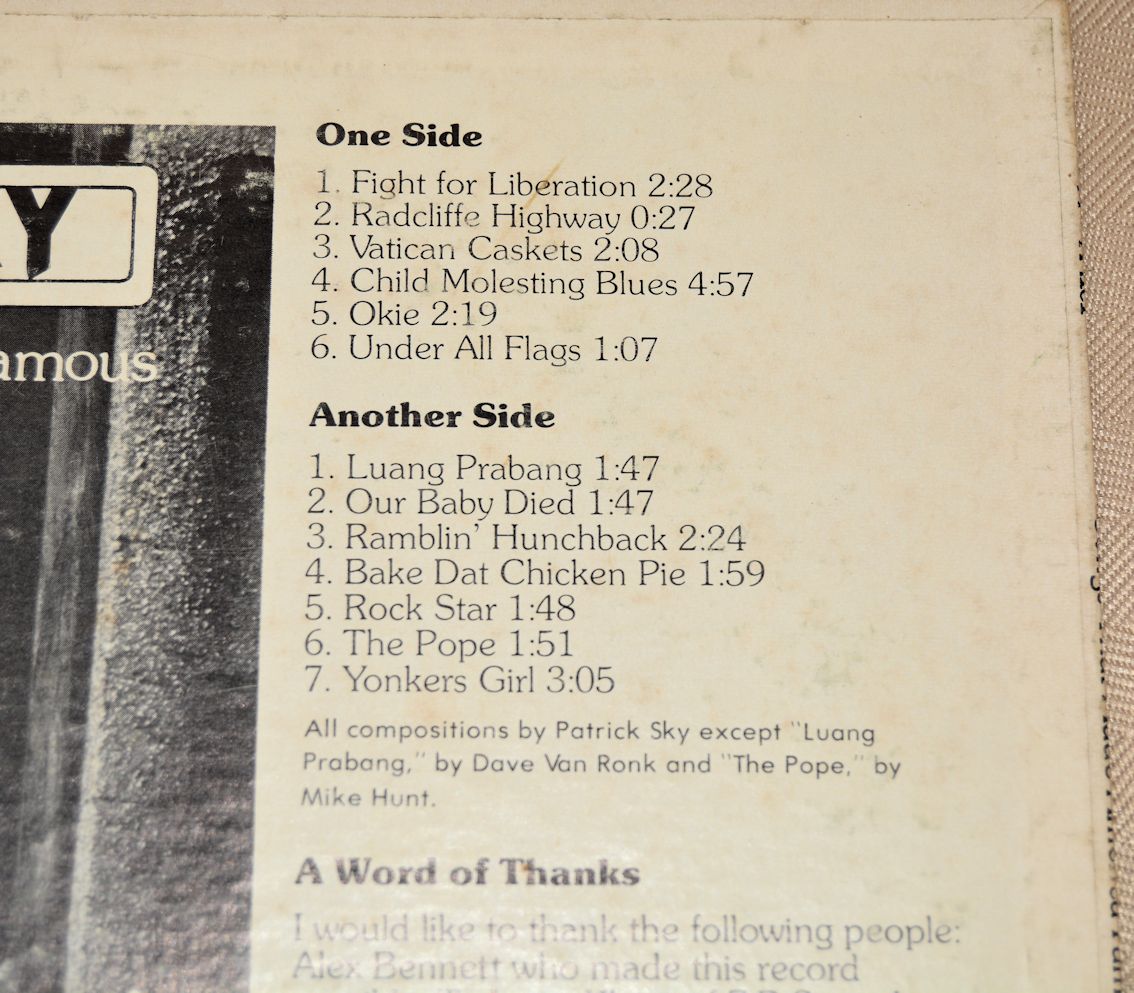 Y
amous
One Side
1. Fight for Liberation 2:28
2. Radcliffe Highway 0:27
3. Vatican Caskets 2:08
4. Child Molesting Blues 4:57
5. Okie 2:19
6. Under All Flags 1:07
Another Side
1. Luang Prabang 1:47
2. Our Baby Died 1:47
3. Ramblin' Hunchback 2:24
4. Bake Dat Chicken Pie 1:59
5. Rock Star 1:48
6. The Pope 1:51
7. Yonkers Girl 3:05
All compositions by Patrick Sky except "Luang
Prabang," by Dave Van Ronk and "The Pope," by
Mike Hunt.
A Word of Thanks
I would like to thank the following people:
Alex Bennett who made this record